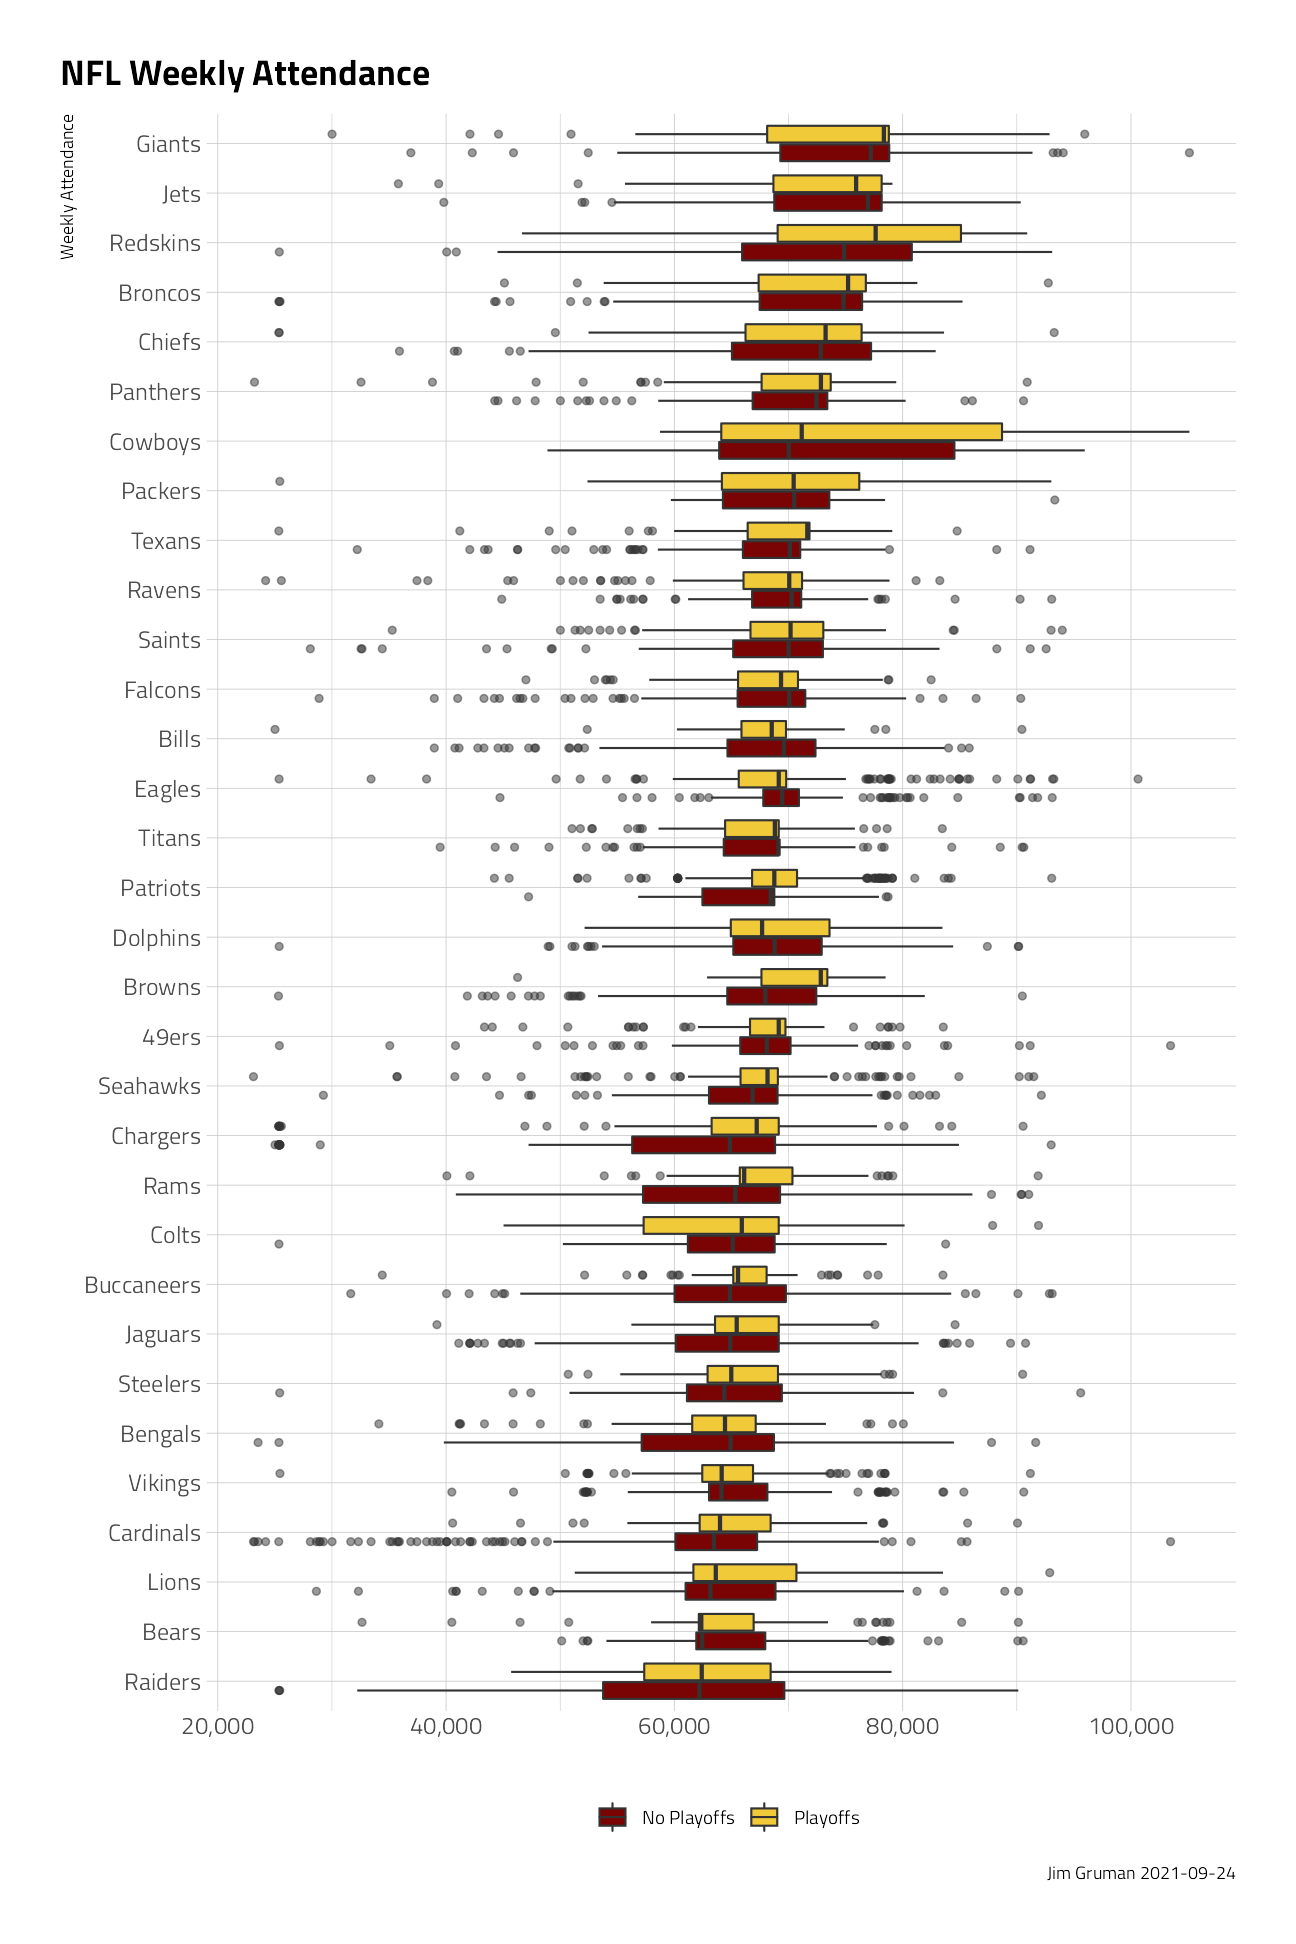 NFL Weekly Attendance
Weekly Attendance
Giants
Jets
Redskins
Broncos
Chiefs
Panthers
Cowboys
Packers
Texans
Ravens
Saints
Falcons
Bills
Eagles
Titans
Patriots
Dolphins
Browns
49ers
Seahawks
Chargers
Rams
Colts
Buccaneers
Jaguars
Steelers
Bengals
Vikings
Cardinals
Lions
Bears
Raiders
20,000 40,000 60,000 80,000 100,000
No Playoffs Playoffs
Jim Gruman 2021-09-24